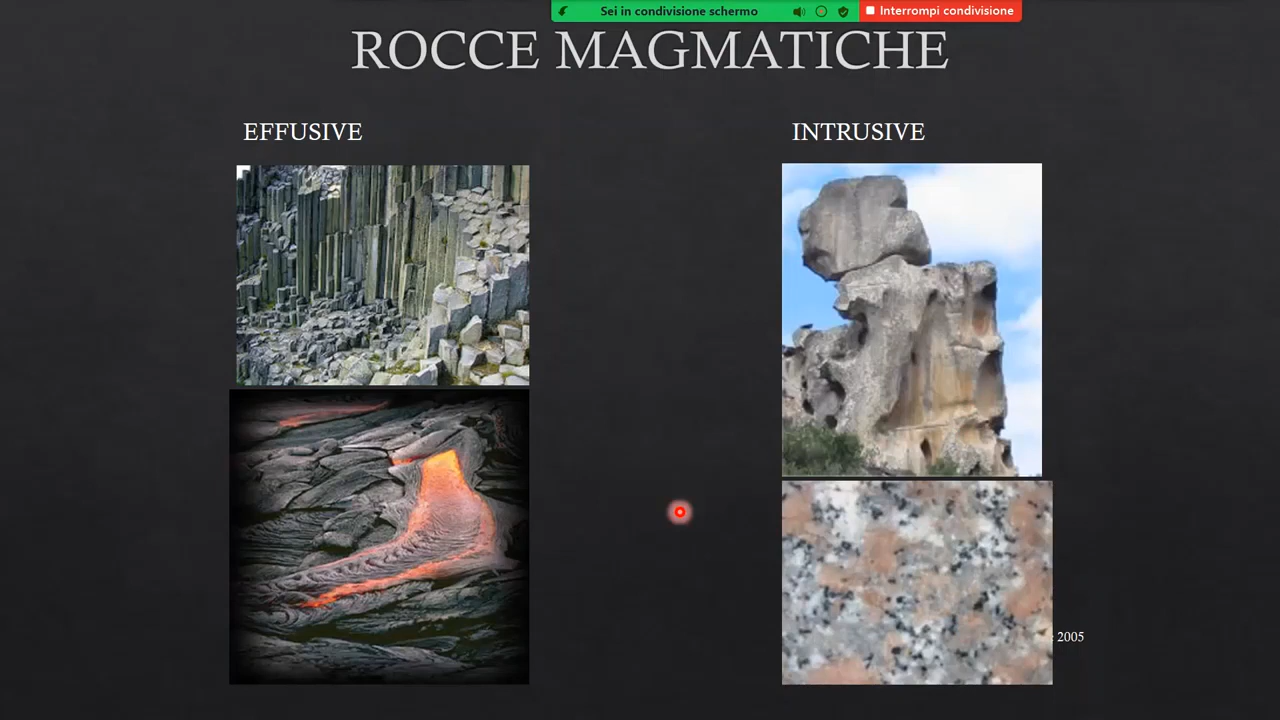 Sei in condivisione schermo
Interrompi condivisione
ROCCE MAGMATICHE
EFFUSIVE
INTRUSIVE
2005